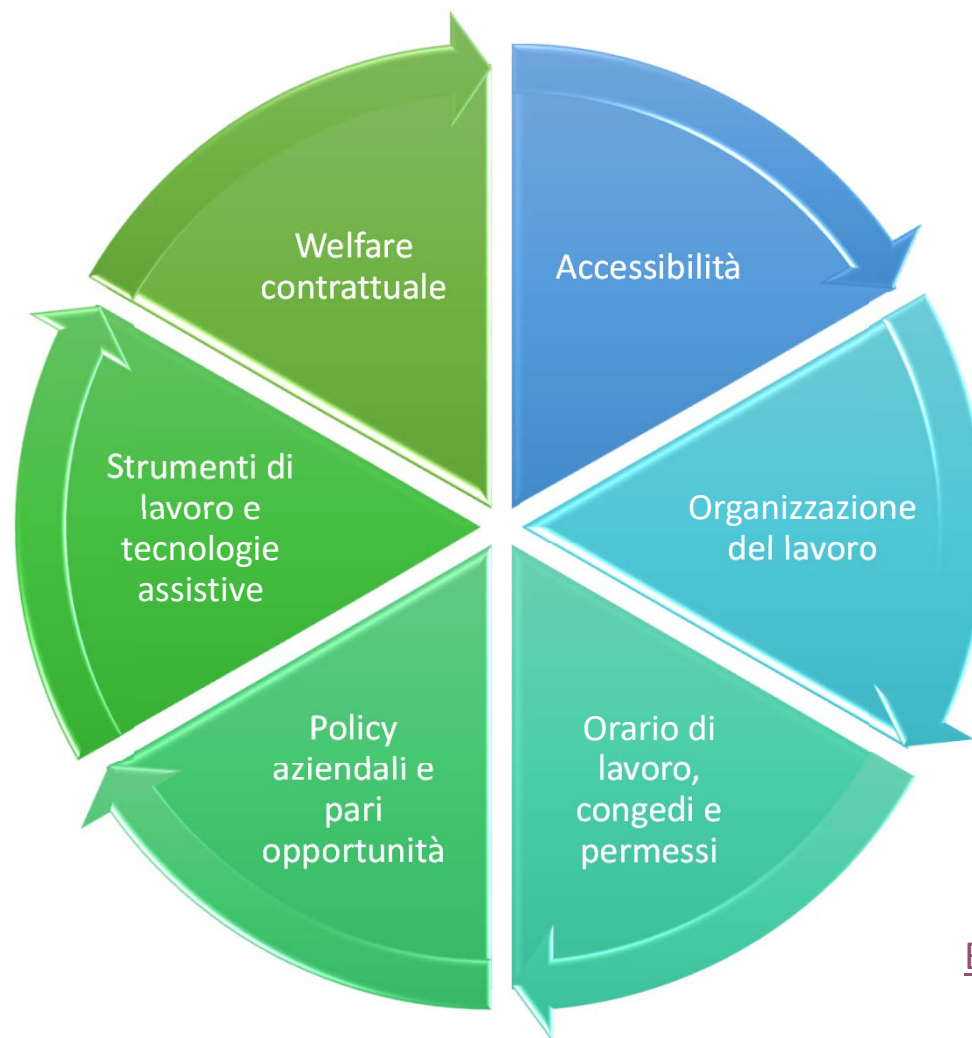 Accessibilità
Organizzazione
del lavoro
Orario di
lavoro,
congedi e
permessi
Policy
aziendali e
pari
opportunità
Strumenti di
lavoro e
tecnologie
assistive
Welfare
contrattuale